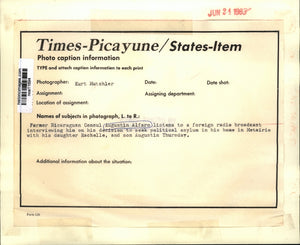 JUN 21 1983
Times-Picayune/States-Item
Photo caption information
TYPE and attach caption information to each print
Photographer: Kurt Mutchler Date: Date shot:
Assignment: Assigning department:
Location of assignment:
Names of subjects in photograph, L. to R.:
Former Nicaraguan Consul/Augustin Alfaro/listens to a foreign radio broadcast
interviewing him on his decision to seek political asylum in his home in Metairie
with his daughter Rachelle, and son Augustin Thursday.
Additional information about the situation: